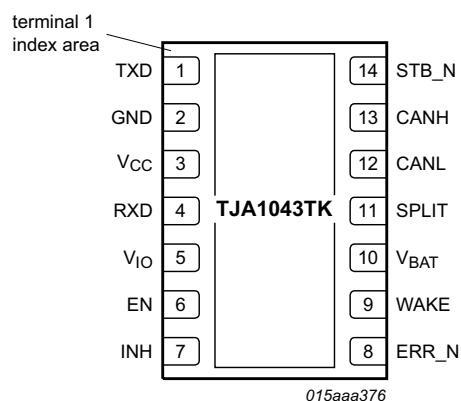 terminal 1
index area
TXD 1 14 STB_N
GND 2 13 CANH
VCC 3 12 CANL
RXD 4 TJA1043TK 11 SPLIT
VIO 5 10 VBAT
EN 6 9 WAKE
INH 7 8 ERR_N
015aaa376